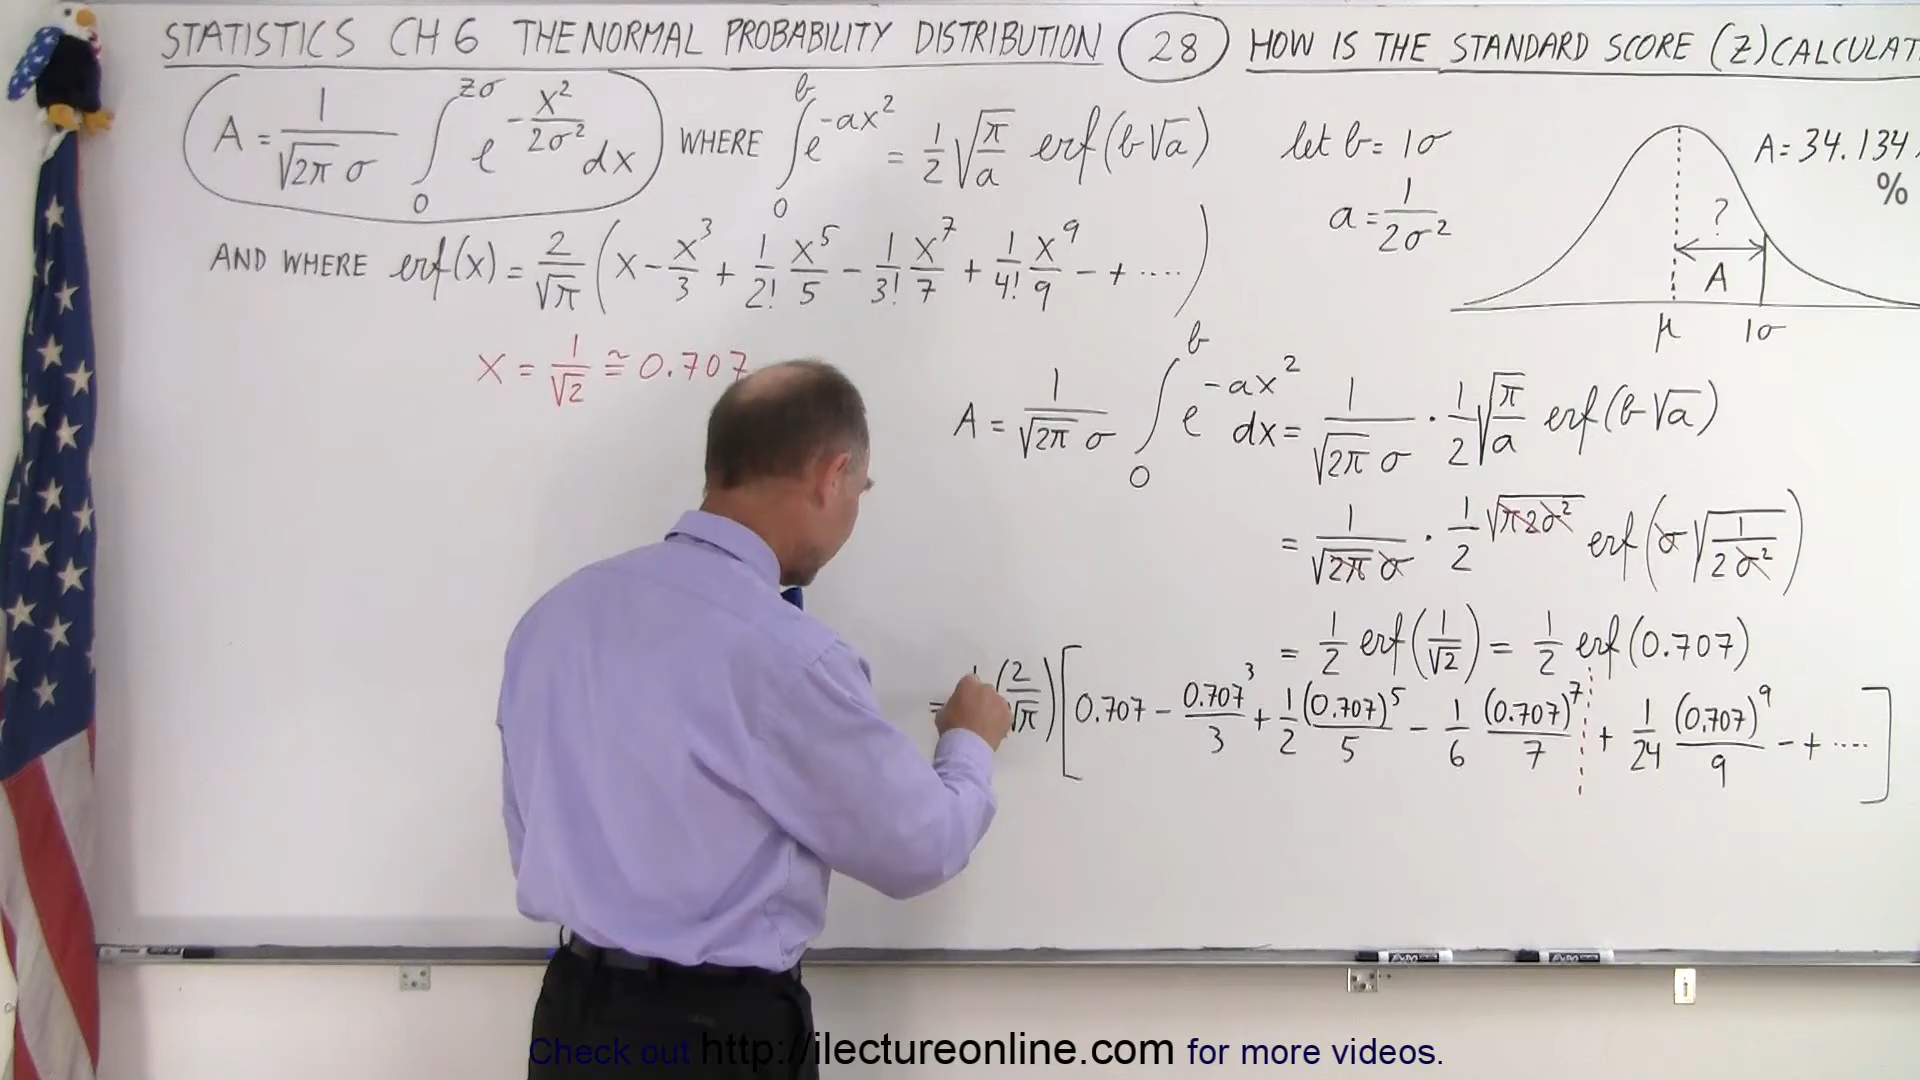 STATISTICS CH 6 THE NORMAL PROBABILITY DISTRIBUTION 28 HOW IS THE STANDARD SCORE (Z) CALCULAT
A = 1/(√2π σ) ∫₀^{zσ} e^{-x²/2σ²} dx WHERE ∫₀^b e^{-ax²} = 1/2 √(π/a) erf(b√a)
let b = 1σ
a = 1/2σ²
A = 34.134
%
?
A
μ 1σ
AND WHERE erf(x) = 2/√π (x - x³/3 + 1/2! x⁵/5 - 1/3! x⁷/7 + 1/4! x⁹/9 - + ....)
x = 1/√2 ≅ 0.707
A = 1/(√2π σ) ∫₀^b e^{-ax²} dx = 1/(√2π σ) · 1/2 √(π/a) erf(b√a)
= 1/(√2π σ) · 1/2 √(π2σ²) erf(σ√(1/2σ²))
= 1/2 erf(1/√2) = 1/2 erf(0.707)
= (2/√π) [0.707 - 0.707³/3 + 1/2 (0.707)⁵/5 - 1/6 (0.707)⁷/7 + 1/24 (0.707)⁹/9 - + ....]
EXPO
EXPO
Check out http://ilectureonline.com for more videos.